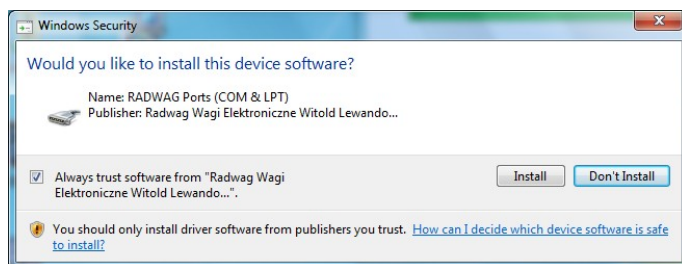 Windows Security
Would you like to install this device software?
Name: RADWAG Ports (COM & LPT)
Publisher: Radwag Wagi Elektroniczne Witold Lewando...
Always trust software from "Radwag Wagi
Elektroniczne Witold Lewando...".
Install
Don't Install
You should only install driver software from publishers you trust. How can I decide which device software is safe
to install?